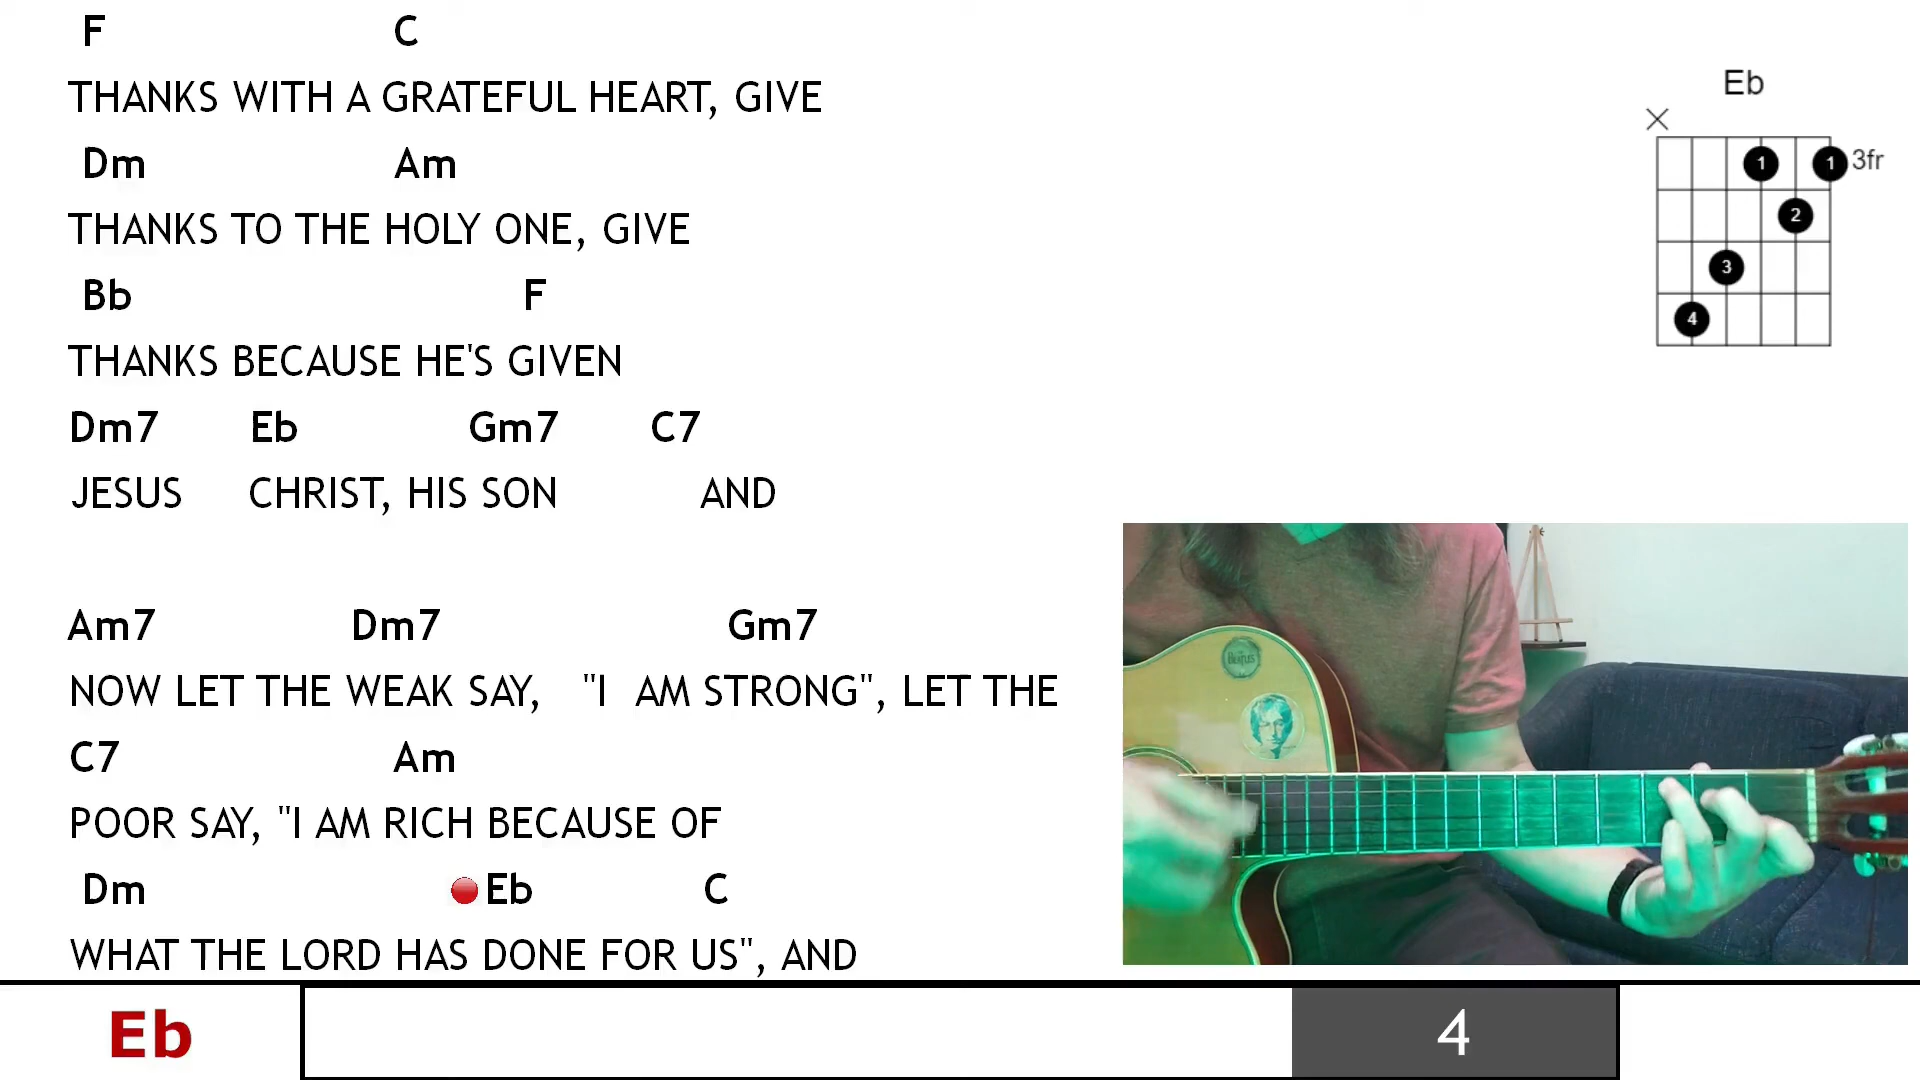 F C
THANKS WITH A GRATEFUL HEART, GIVE
Dm Am
THANKS TO THE HOLY ONE, GIVE
Bb F
THANKS BECAUSE HE'S GIVEN
Dm7 Eb Gm7 C7
JESUS CHRIST, HIS SON AND
Am7 Dm7 Gm7
NOW LET THE WEAK SAY, "I AM STRONG", LET THE
C7 Am
POOR SAY, "I AM RICH BECAUSE OF
Dm Eb C
WHAT THE LORD HAS DONE FOR US", AND
Eb
X
1 1 3fr
2
3
4
BEATLES
Eb 4